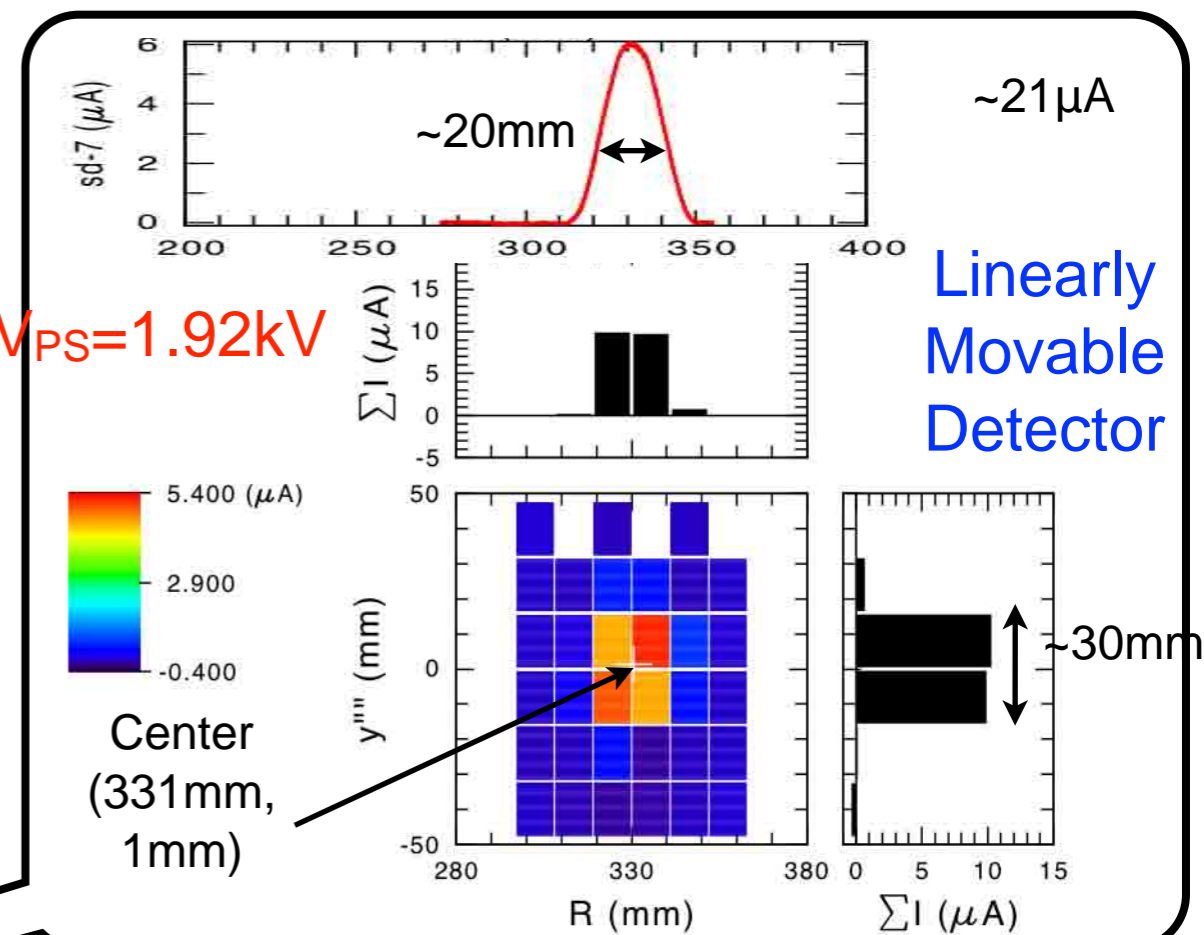 6
4
2
0
sd-7 (μA)
~20mm
~21μA
200 250 300 350 400
VPS=1.92kV
∑I (μA)
15
10
5
0
-5
Linearly
Movable
Detector
5.400 (μA)
2.900
-0.400
Center
(331mm,
1mm)
y"" (mm)
50
0
-50
280 330 380
R (mm)
~30mm
0 5 10 15
∑I (μA)